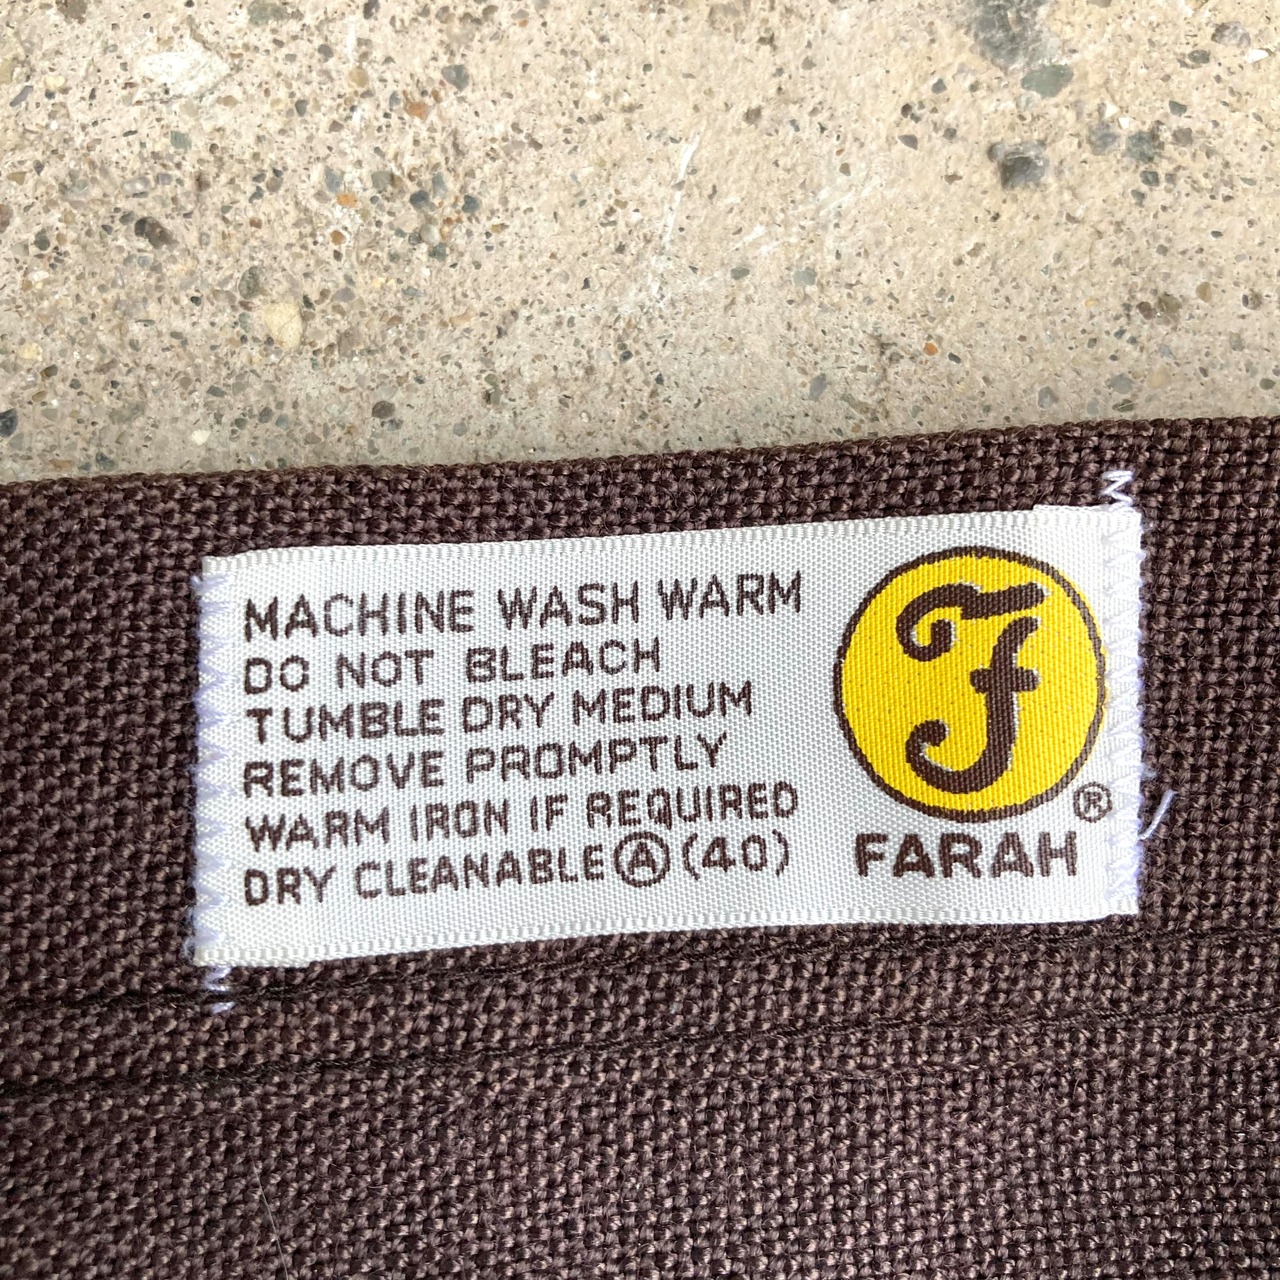 MACHINE WASH WARM
DO NOT BLEACH
TUMBLE DRY MEDIUM
REMOVE PROMPTLY
WARM IRON IF REQUIRED
DRY CLEANABLE Ⓐ (40)
F
®
FARAH